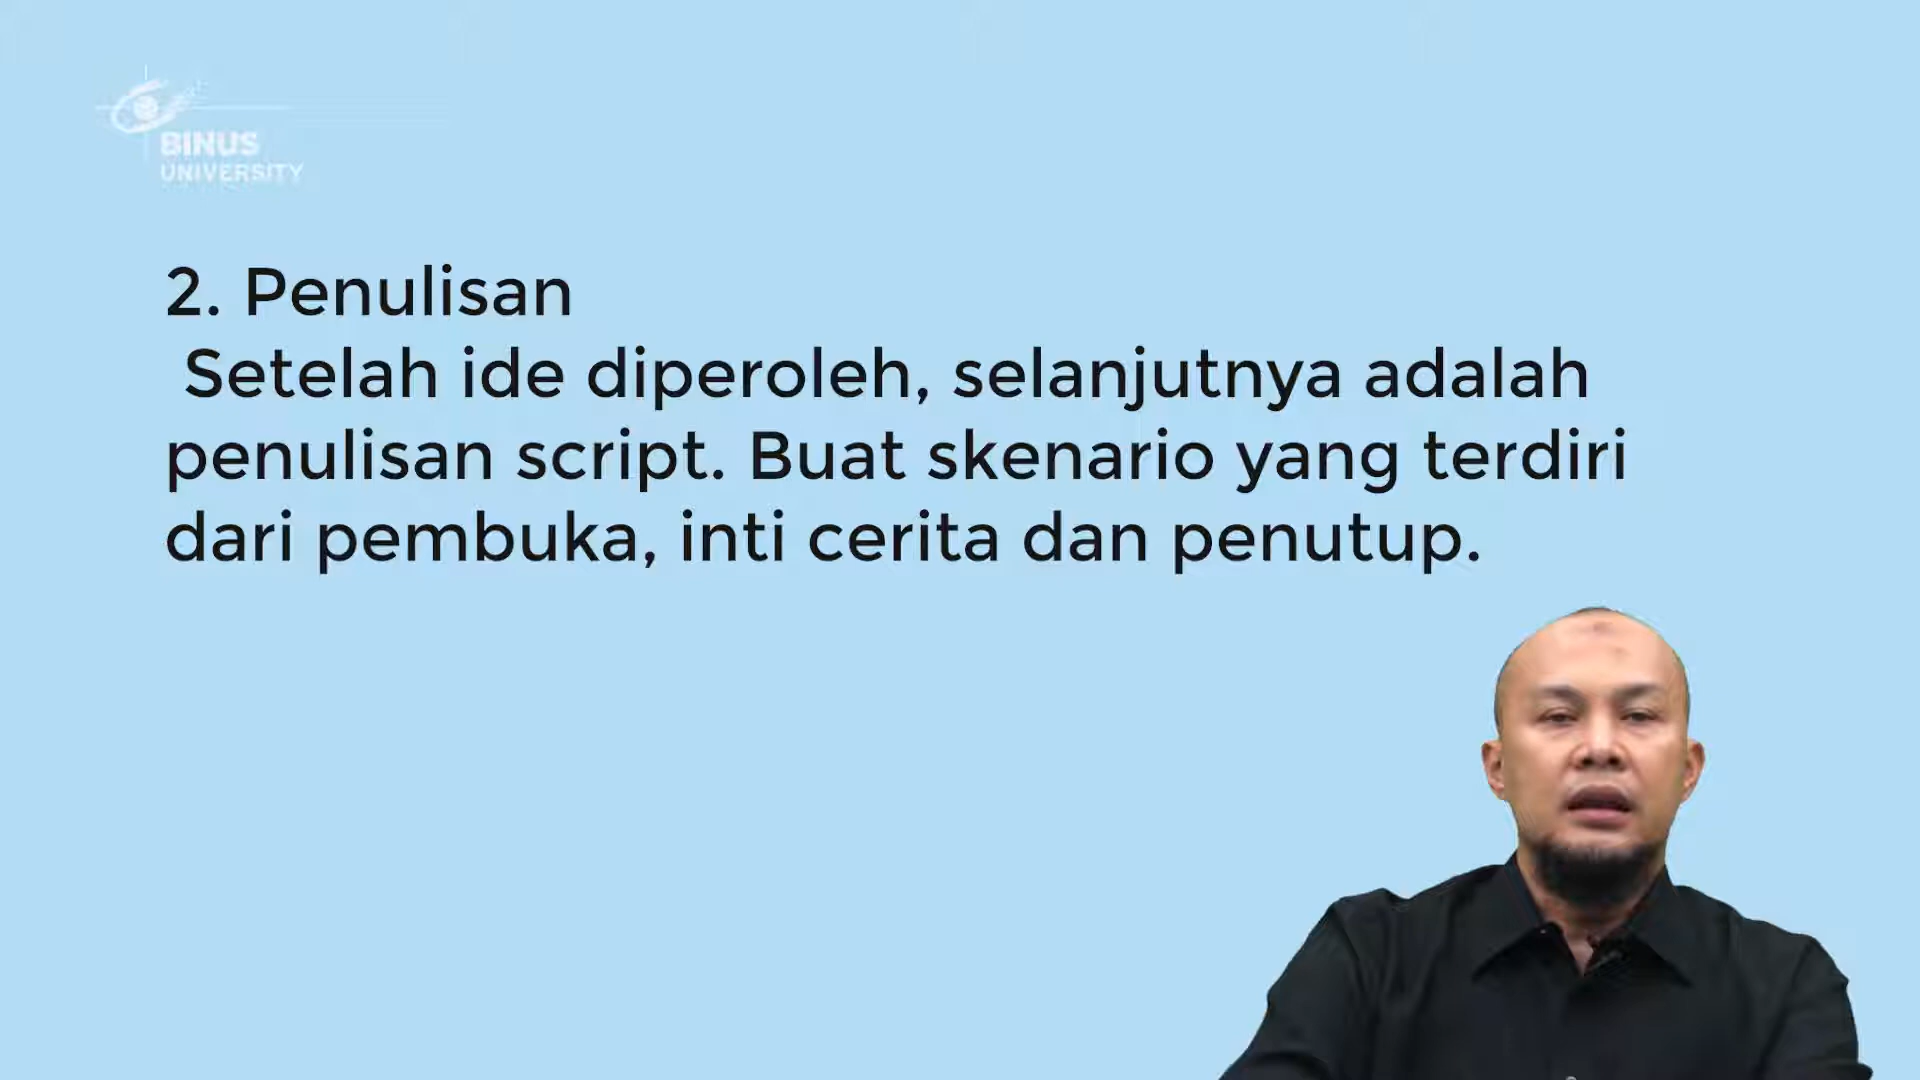 BINUS
UNIVERSITY
2. Penulisan
Setelah ide diperoleh, selanjutnya adalah
penulisan script. Buat skenario yang terdiri
dari pembuka, inti cerita dan penutup.